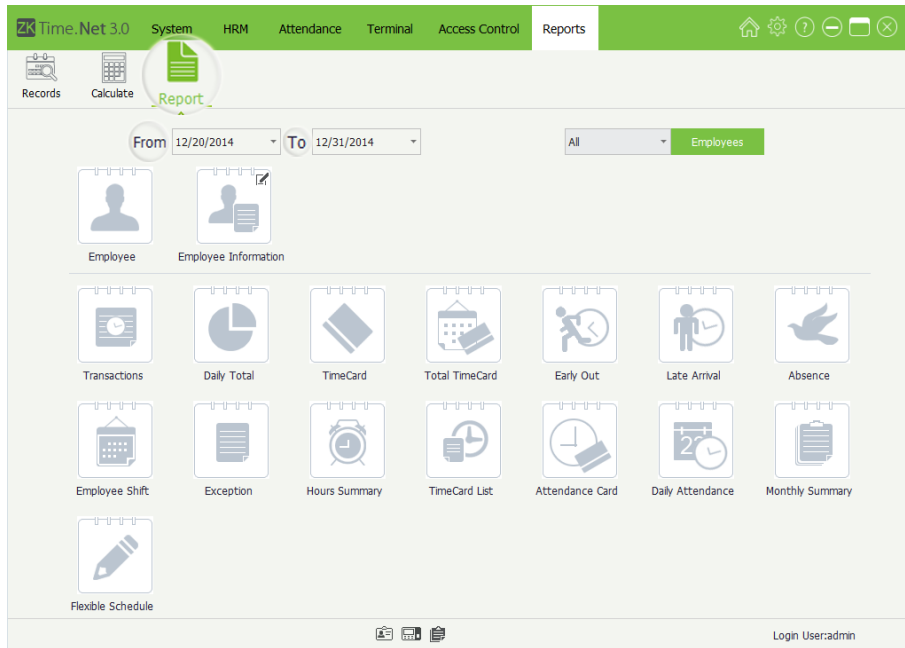 ZK Time.Net 3.0 System HRM Attendance Terminal Access Control Reports
Records Calculate Report
From 12/20/2014 To 12/31/2014 All Employees
Employee Employee Information
Transactions Daily Total TimeCard Total TimeCard Early Out Late Arrival Absence
Employee Shift Exception Hours Summary TimeCard List Attendance Card Daily Attendance Monthly Summary
Flexible Schedule
Login User:admin